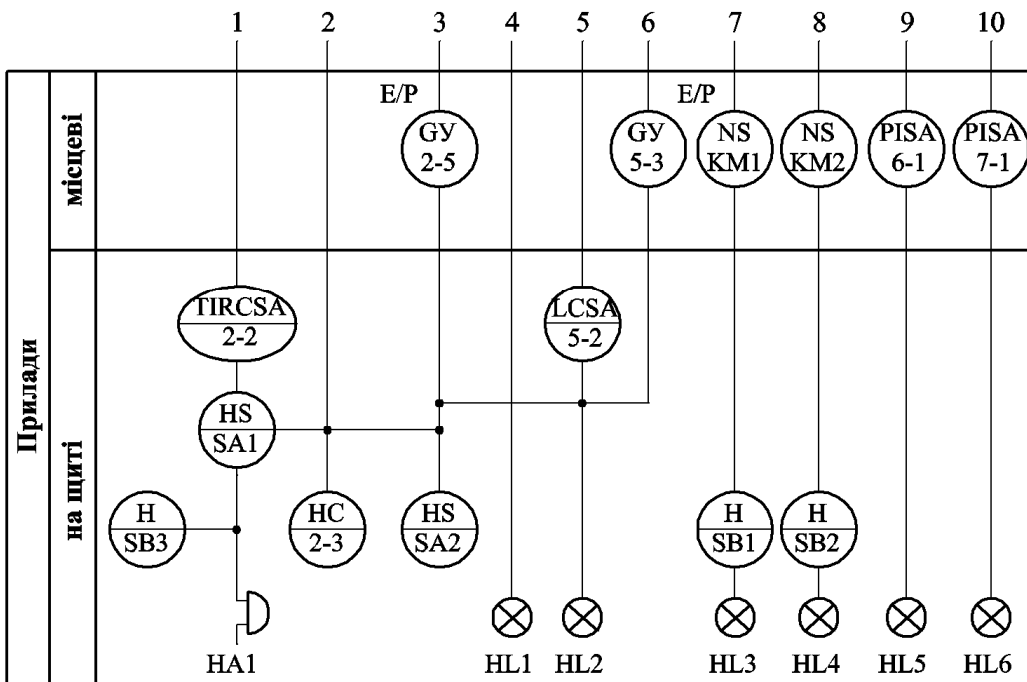 1 2 3 4 5 6 7 8 9 10
Прилади
місцеві
E/P E/P
GУ GУ NS NS PISA PISA
2-5 5-3 KM1 KM2 6-1 7-1
на щиті
TIRCSA LCSA
2-2 5-2
HS
SA1
H HC HS H H
SB3 2-3 SA2 SB1 SB2
HA1 HL1 HL2 HL3 HL4 HL5 HL6